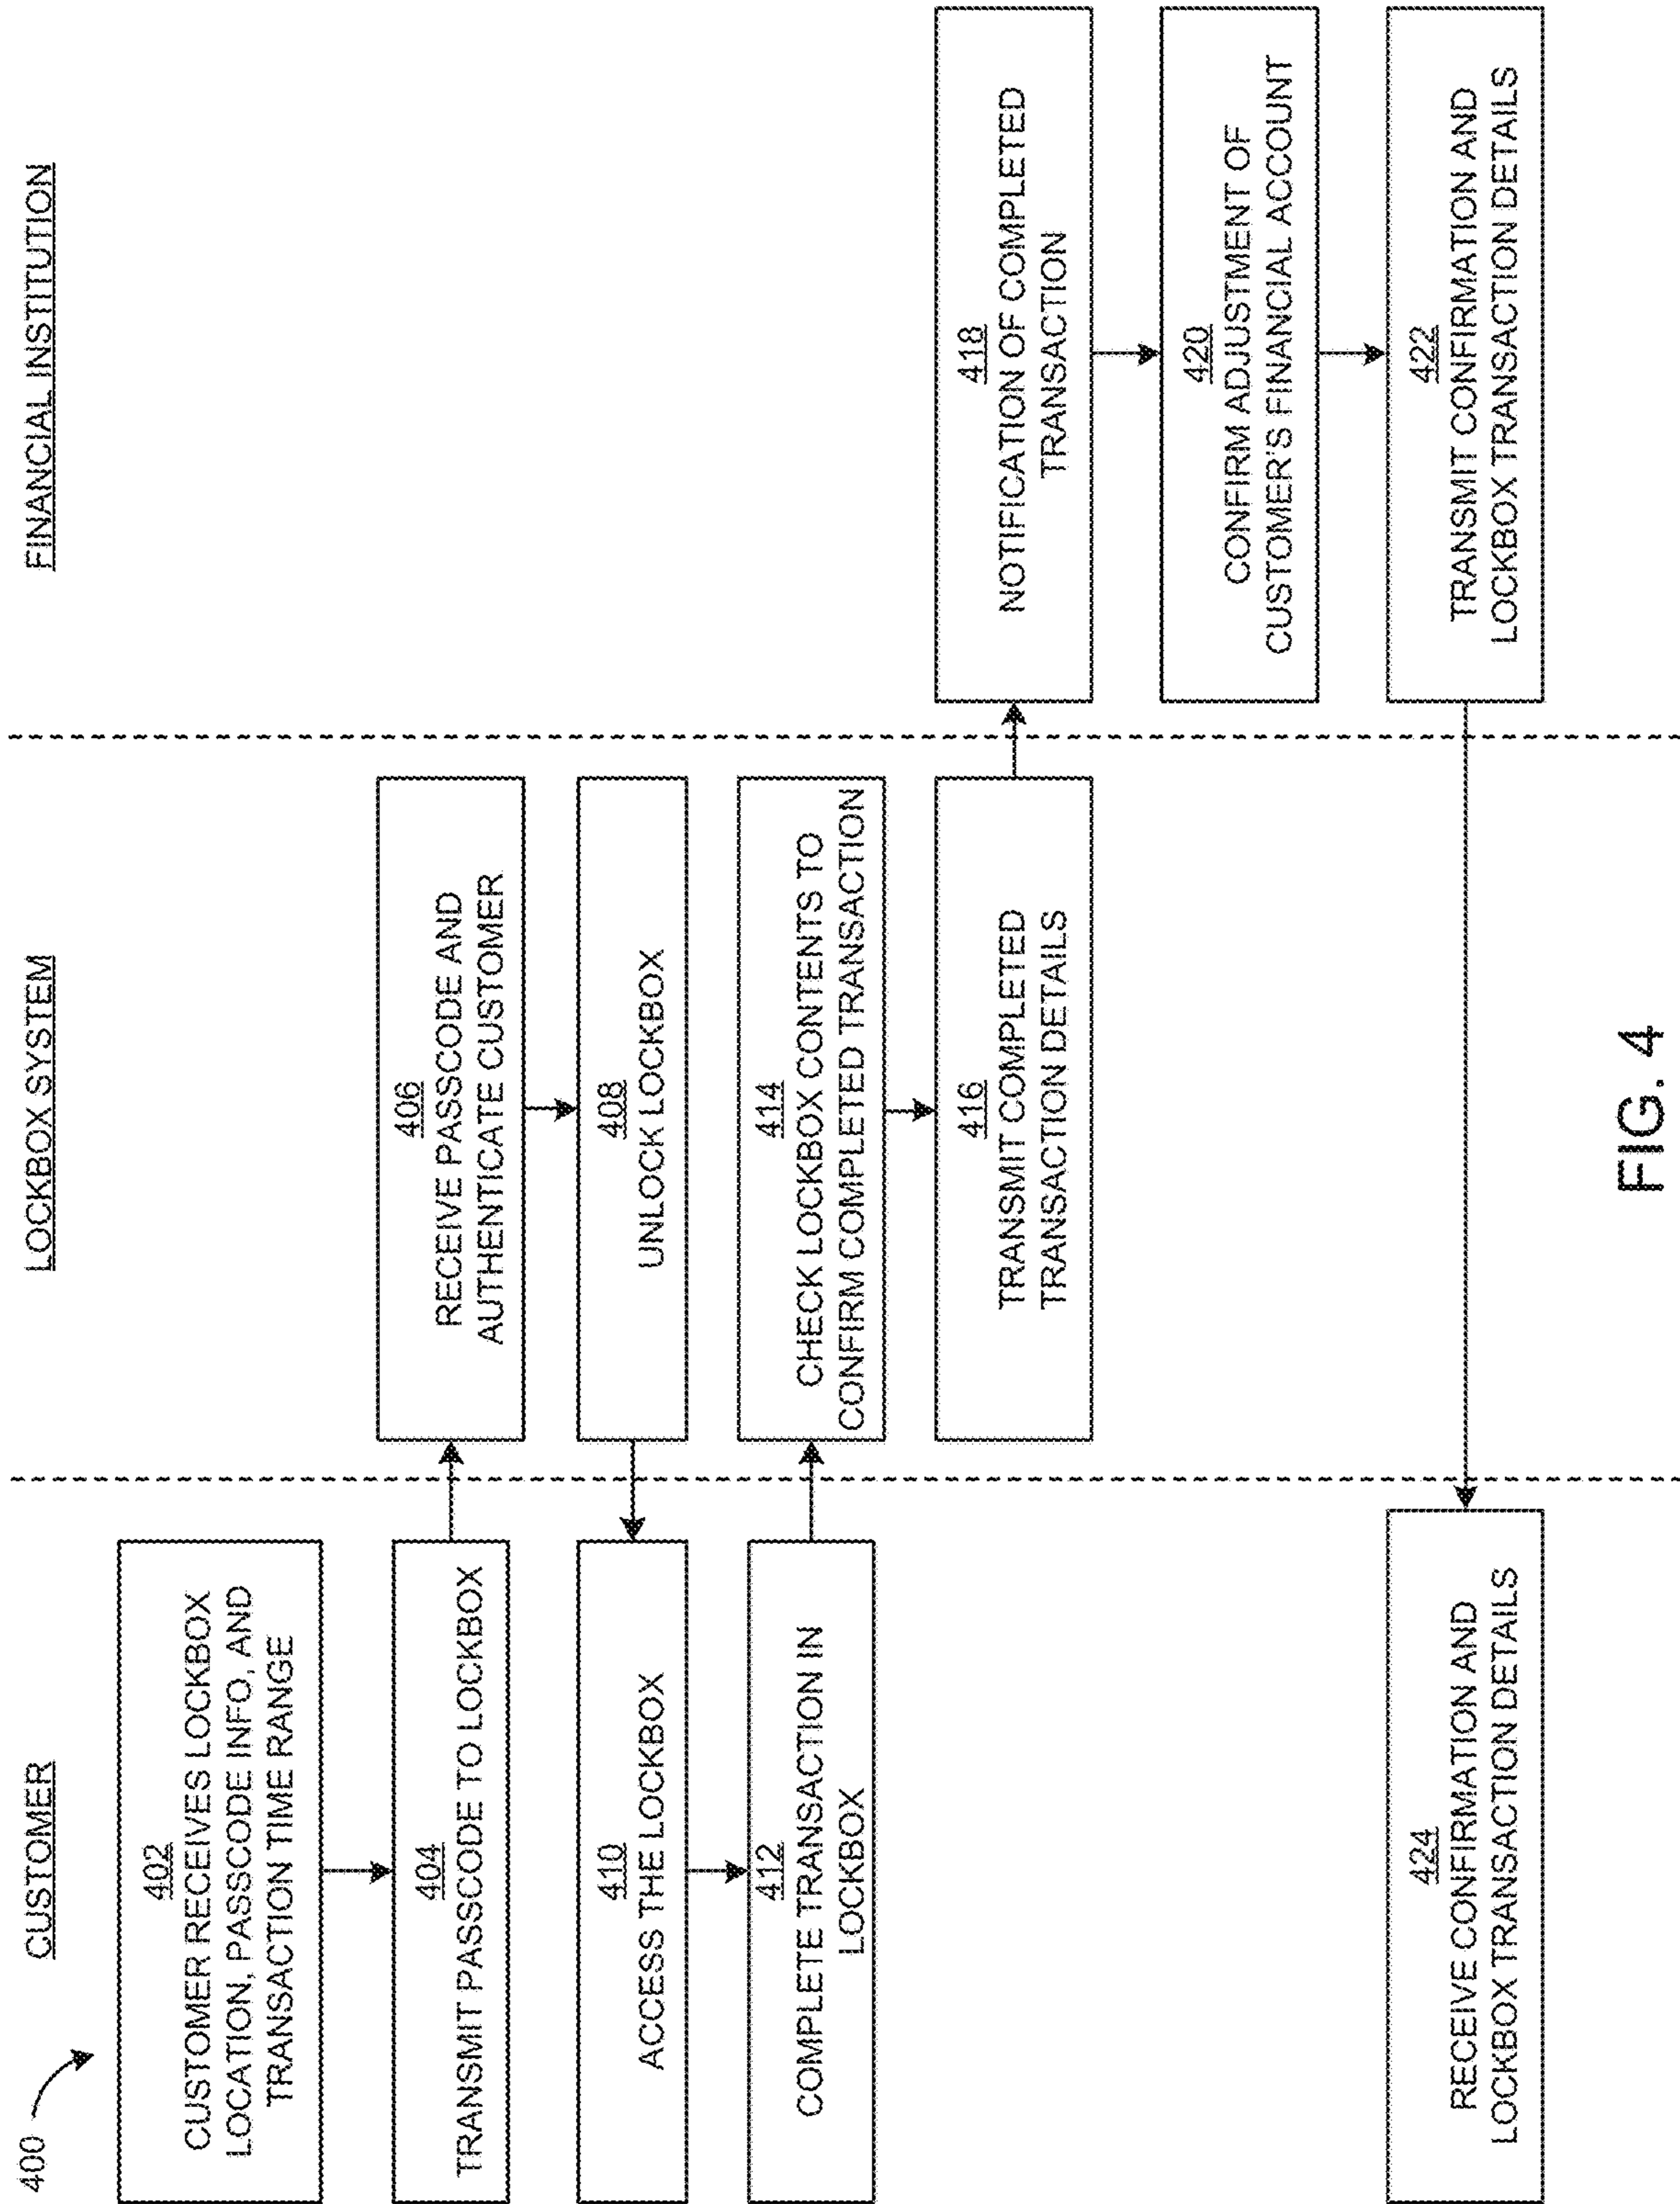 400
CUSTOMER
LOCKBOX SYSTEM
FINANCIAL INSTITUTION
402
CUSTOMER RECEIVES LOCKBOX
LOCATION, PASSCODE INFO, AND
TRANSACTION TIME RANGE
404
TRANSMIT PASSCODE TO LOCKBOX
406
RECEIVE PASSCODE AND
AUTHENTICATE CUSTOMER
408
UNLOCK LOCKBOX
410
ACCESS THE LOCKBOX
412
COMPLETE TRANSACTION IN
LOCKBOX
414
CHECK LOCKBOX CONTENTS TO
CONFIRM COMPLETED TRANSACTION
416
TRANSMIT COMPLETED
TRANSACTION DETAILS
418
NOTIFICATION OF COMPLETED
TRANSACTION
420
CONFIRM ADJUSTMENT OF
CUSTOMER'S FINANCIAL ACCOUNT
422
TRANSMIT CONFIRMATION AND
LOCKBOX TRANSACTION DETAILS
424
RECEIVE CONFIRMATION AND
LOCKBOX TRANSACTION DETAILS
FIG. 4